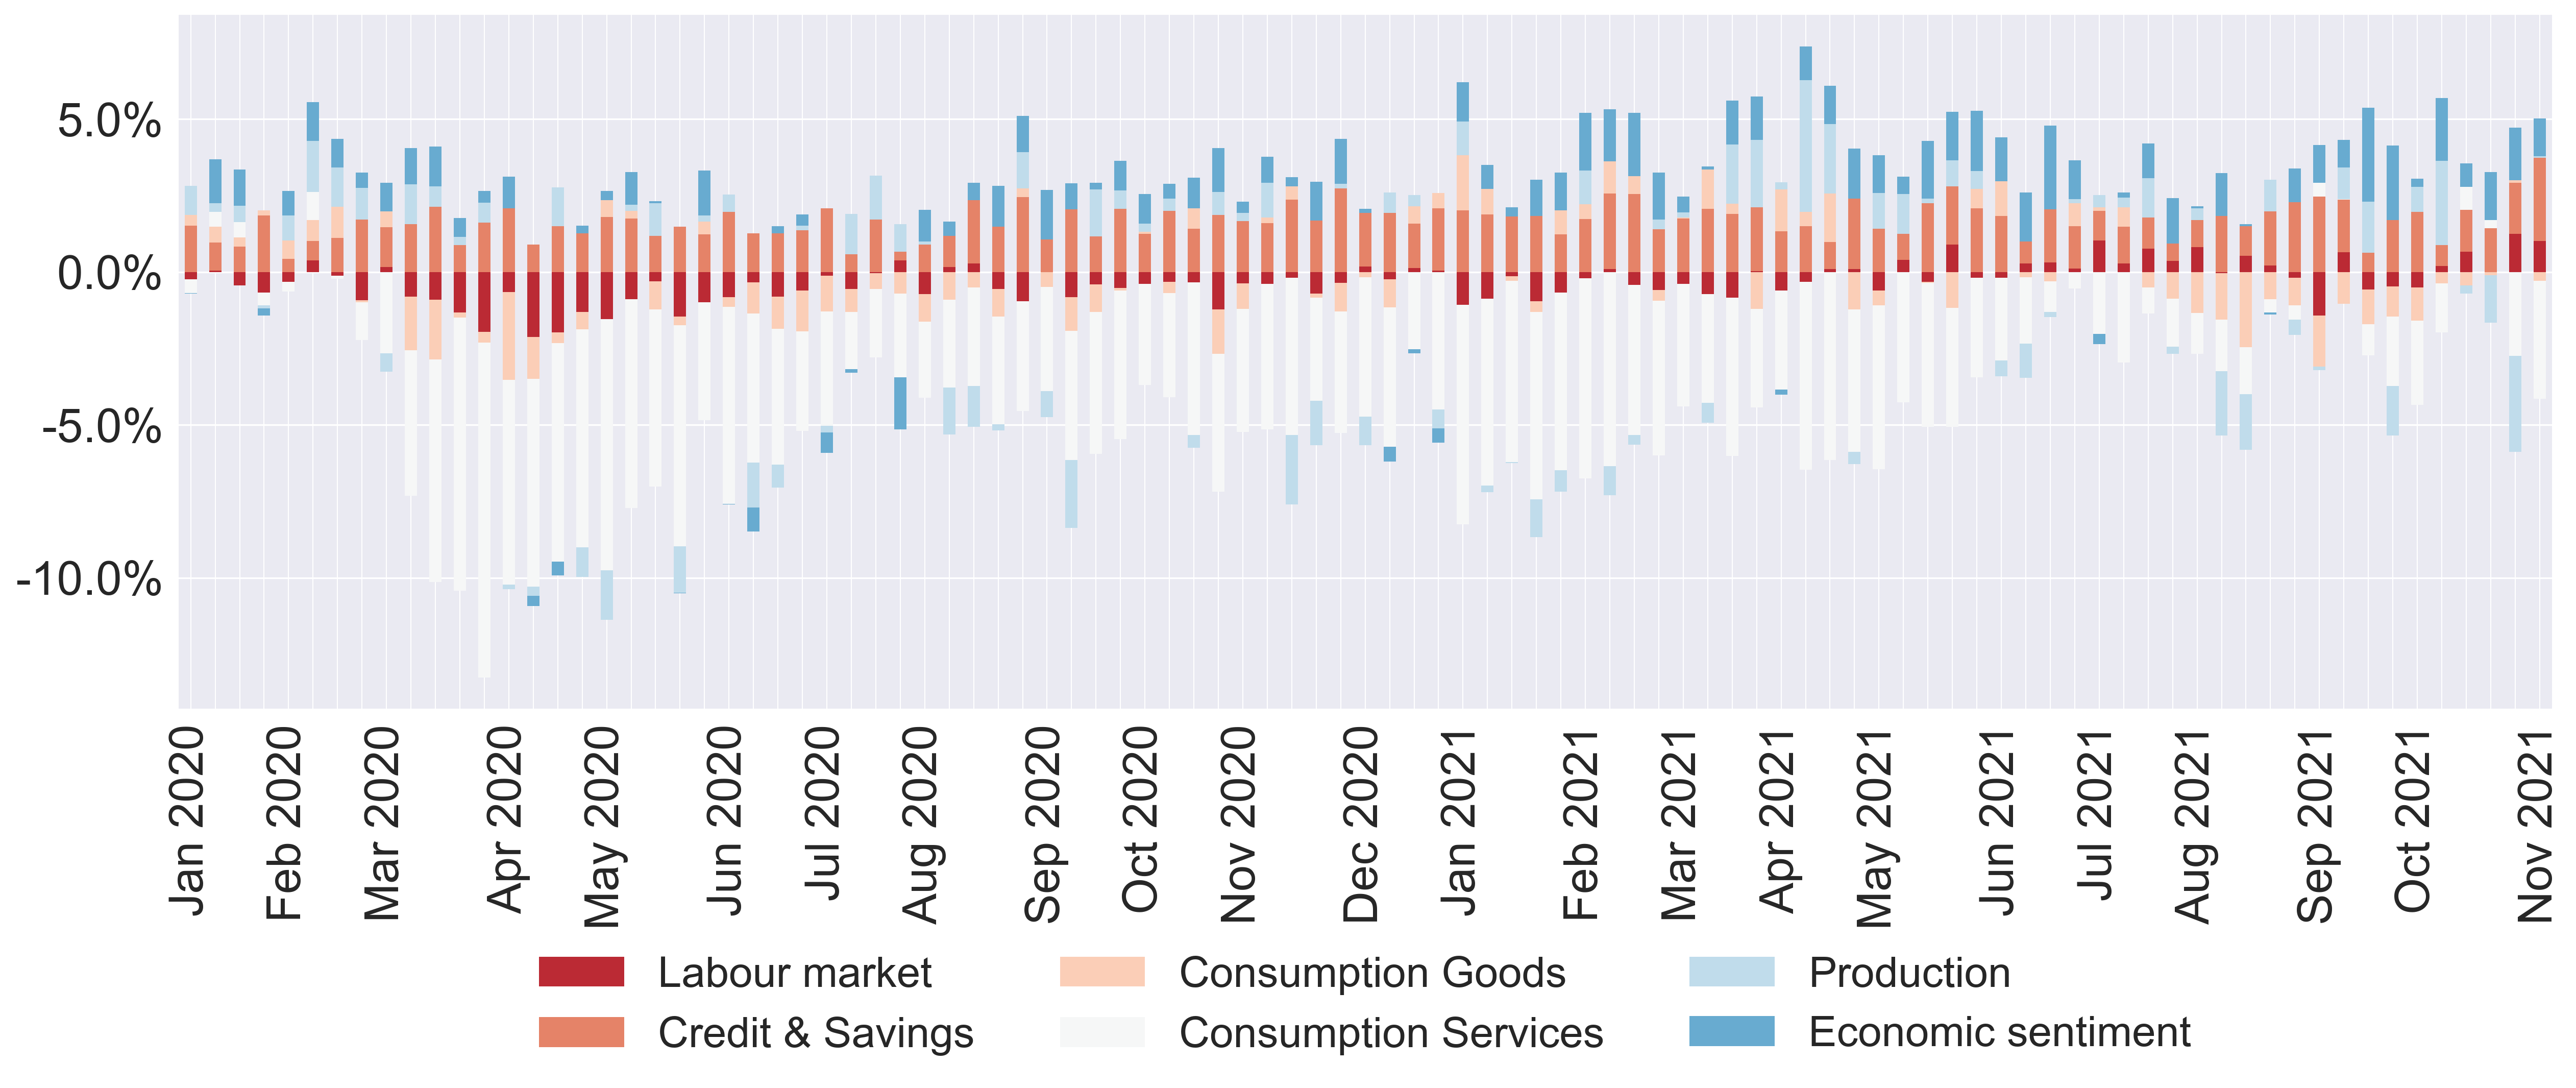 5.0%
0.0%
-5.0%
-10.0%
Jan 2020
Feb 2020
Mar 2020
Apr 2020
May 2020
Jun 2020
Jul 2020
Aug 2020
Sep 2020
Oct 2020
Nov 2020
Dec 2020
Jan 2021
Feb 2021
Mar 2021
Apr 2021
May 2021
Jun 2021
Jul 2021
Aug 2021
Sep 2021
Oct 2021
Nov 2021
Labour market
Consumption Goods
Production
Credit & Savings
Consumption Services
Economic sentiment